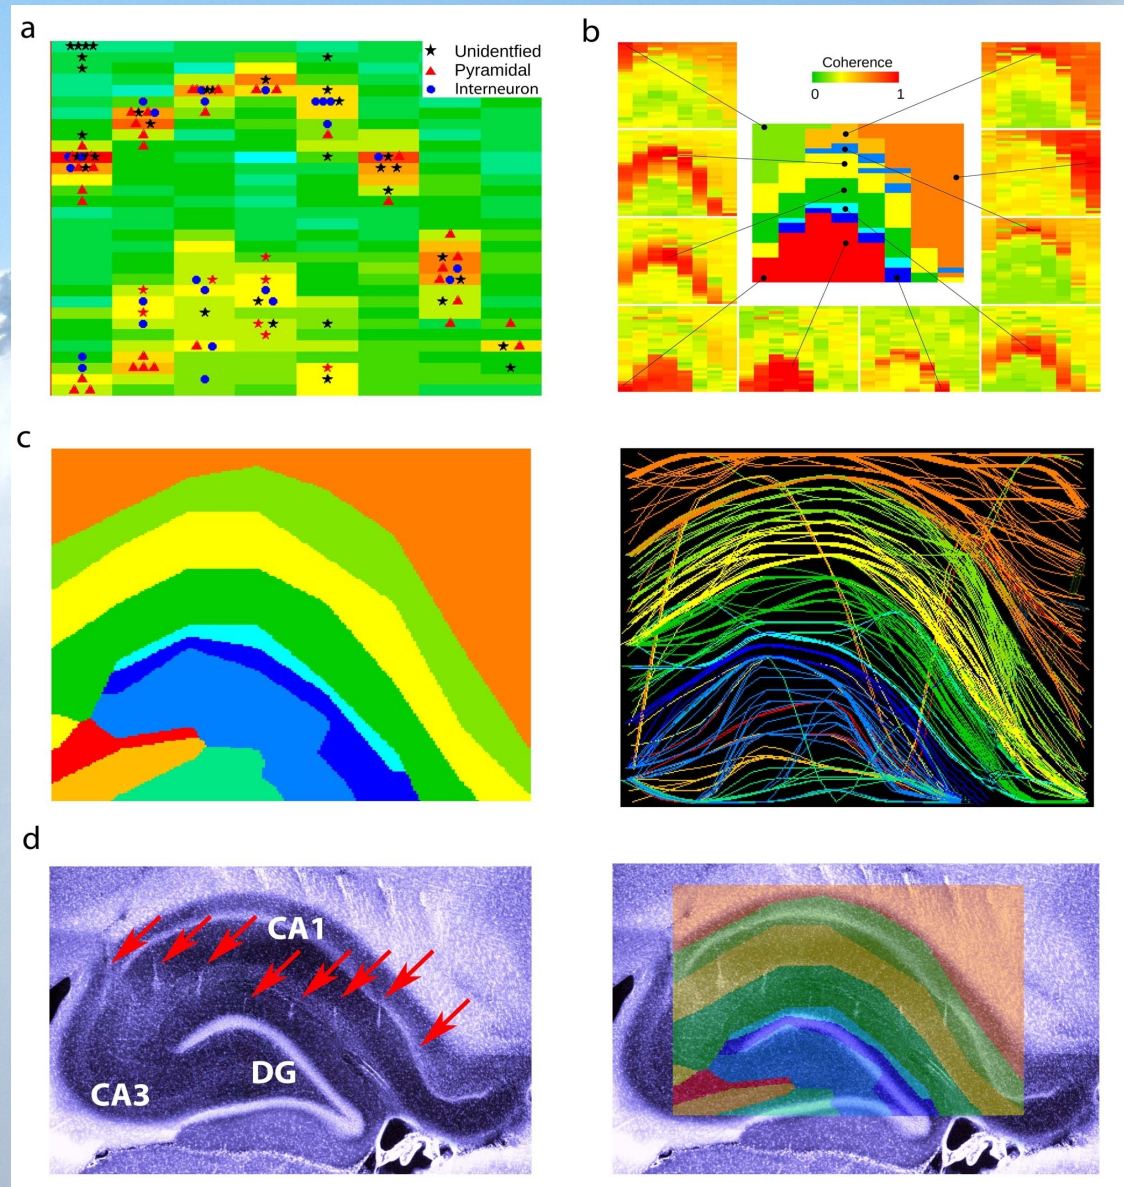 a
Unidentfied
Pyramidal
Interneuron
b
Coherence
0 1
c
d
CA1
DG
CA3